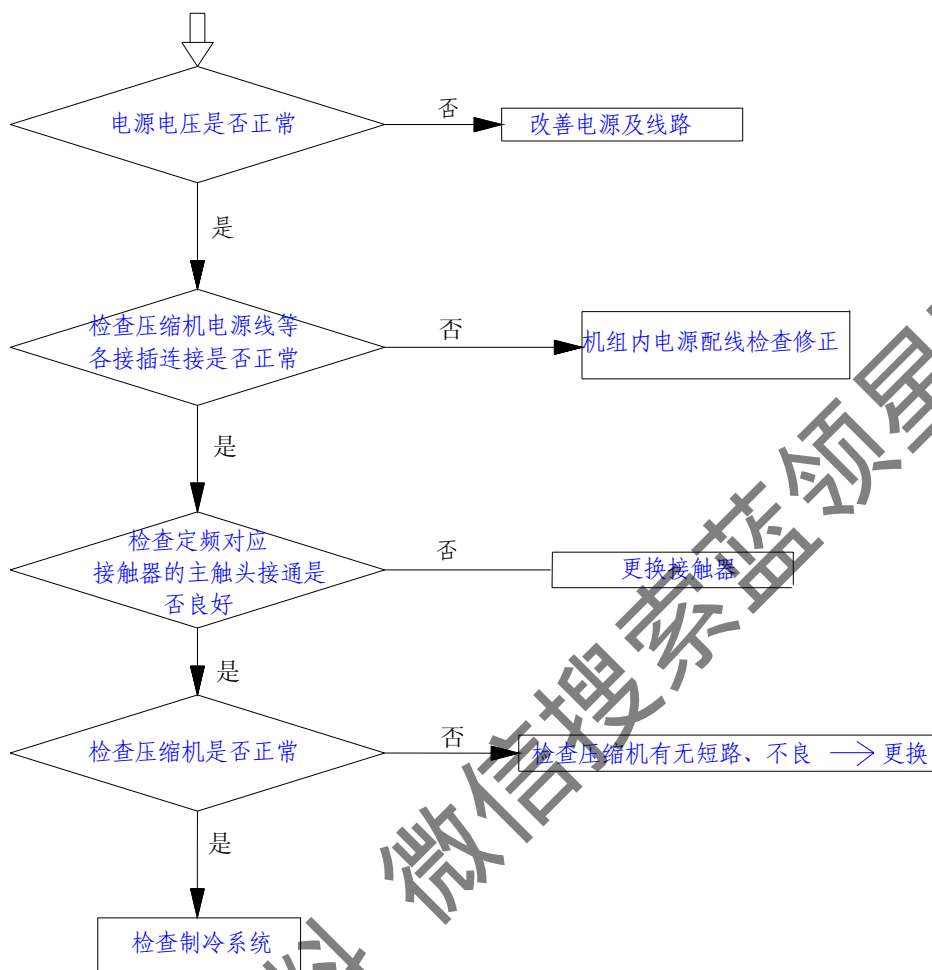 电源电压是否正常
否
改善电源及线路
是
检查压缩机电源线等
各接插连接是否正常
否
机组内电源配线检查修正
是
检查定频对应
接触器的主触头接通是
否良好
否
更换接触器
是
检查压缩机是否正常
否
检查压缩机有无短路、不良 → 更换
是
检查制冷系统
料 微信搜索蓝领星